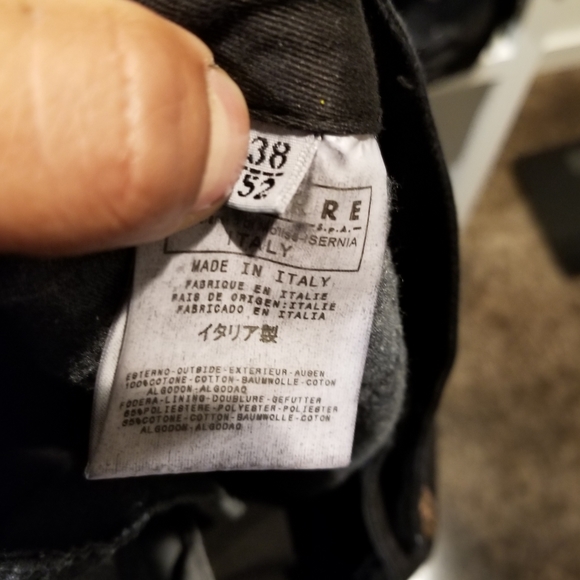 38
52
RE
S.p.A.
ISERNIA
ITALY
MADE IN ITALY
FABRIQUE EN ITALIE
PAIS DE ORIGEN:ITALIE
FABRICADO EN ITALIA
イタリア製
ESTERNO-OUTSIDE-EXTERIEUR-AUßEN
100%COTONE-COTTON-BAUMWOLLE-COTON
ALGODON-ALGODAO
FODERA-LINING-DOUBLURE-GEFUTTER
65%POLIESTERE-POLYESTER-POLIESTER
35%COTONE-COTTON-BAUMWOLLE-COTON
ALGODON-ALGODAO